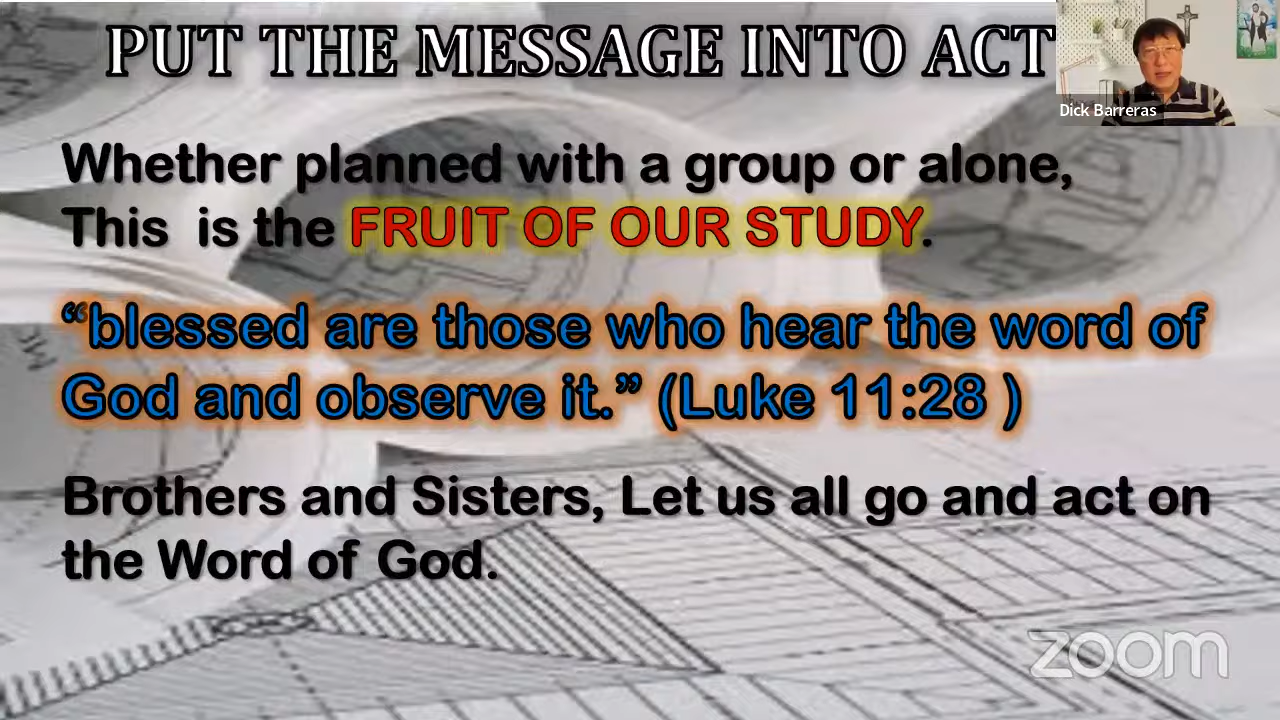 PUT THE MESSAGE INTO ACT
Dick Barreras
Whether planned with a group or alone,
This is the FRUIT OF OUR STUDY.
“blessed are those who hear the word of
God and observe it.” (Luke 11:28 )
Brothers and Sisters, Let us all go and act on
the Word of God.
zoom